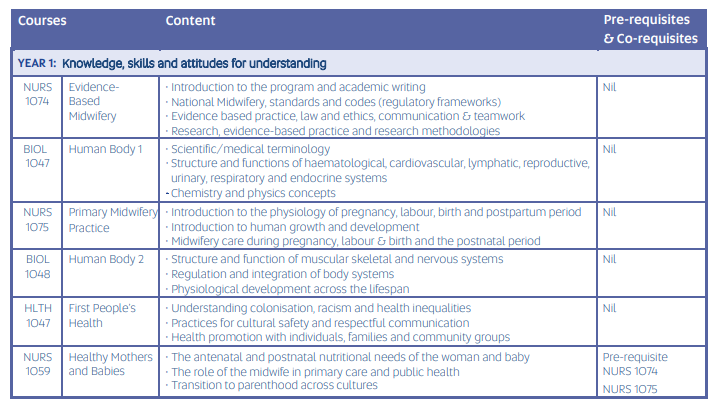 Courses
Content
Pre-requisites
& Co-requisites
YEAR 1: Knowledge, skills and attitudes for understanding
NURS
1074
Evidence-
Based
Midwifery
· Introduction to the program and academic writing
· National Midwifery, standards and codes (regulatory frameworks)
· Evidence based practice, law and ethics, communication & teamwork
· Research, evidence-based practice and research methodologies
Nil
BIOL
1047
Human Body 1
· Scientific/medical terminology
· Structure and functions of haematological, cardiovascular, lymphatic, reproductive,
urinary, respiratory and endocrine systems
- Chemistry and physics concepts
Nil
NURS
1075
Primary Midwifery
Practice
· Introduction to the physiology of pregnancy, labour, birth and postpartum period
· Introduction to human growth and development
· Midwifery care during pregnancy, labour & birth and the postnatal period
Nil
BIOL
1048
Human Body 2
· Structure and function of muscular skeletal and nervous systems
· Regulation and integration of body systems
· Physiological development across the lifespan
Nil
HLTH
1047
First People's
Health
· Understanding colonisation, racism and health inequalities
· Practices for cultural safety and respectful communication
· Health promotion with individuals, families and community groups
Nil
NURS
1059
Healthy Mothers
and Babies
· The antenatal and postnatal nutritional needs of the woman and baby
· The role of the midwife in primary care and public health
· Transition to parenthood across cultures
Pre-requisite
NURS 1074
NURS 1075